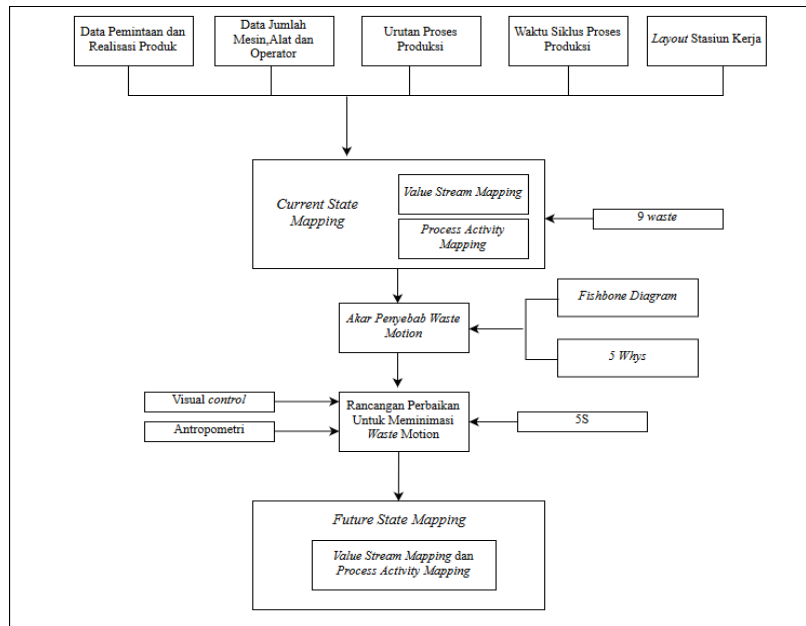 Data Pemintaan dan
Realisasi Produk
Data Jumlah
Mesin,Alat dan
Operator
Urutan Proses
Produksi
Waktu Siklus Proses
Produksi
Layout Stasiun Kerja
Current State
Mapping
Value Stream Mapping
Process Activity
Mapping
9 waste
Akar Penyebab Waste
Motion
Fishbone Diagram
5 Whys
Visual control
Antropometri
Rancangan Perbaikan
Untuk Meminimasi
Waste Motion
5S
Future State Mapping
Value Stream Mapping dan
Process Activity Mapping